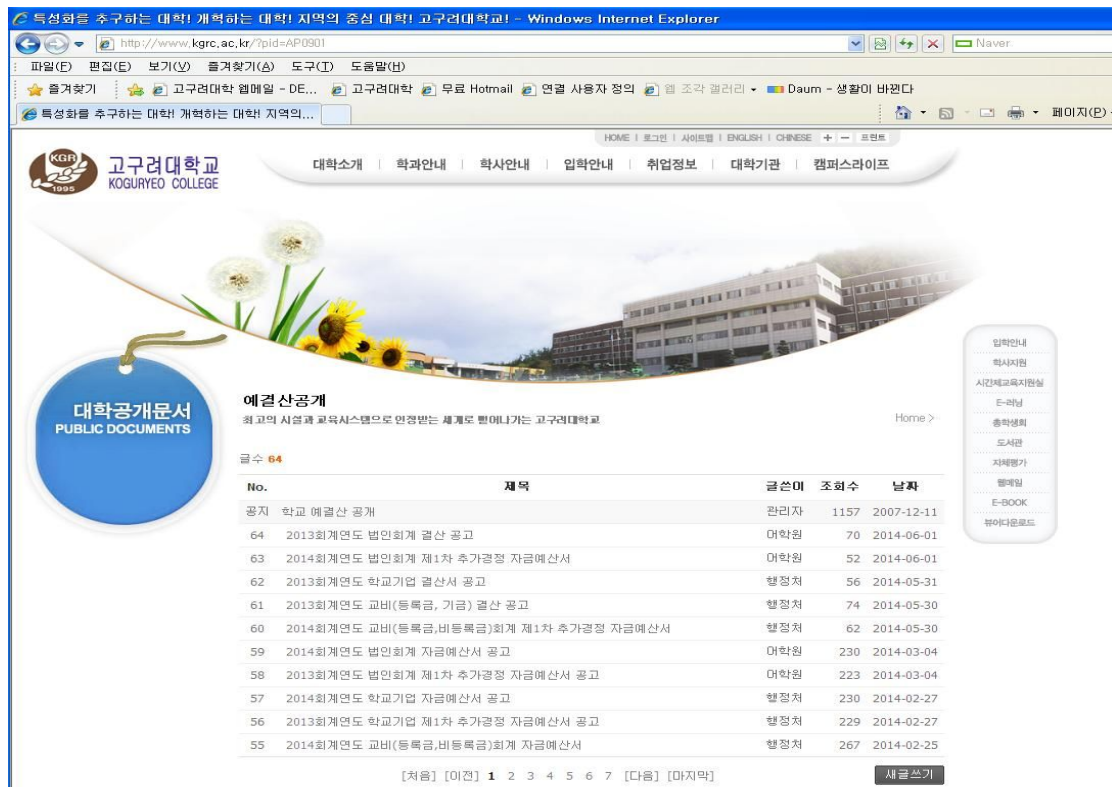 특성화를 추구하는 대학! 개혁하는 대학! 지역의 중심 대학! 고구려대학교! - Windows Internet Explorer
http://www.kgrc.ac.kr/?pid=AP0901
Naver
파일(F) 편집(E) 보기(V) 즐겨찾기(A) 도구(T) 도움말(H)
즐겨찾기 고구려대학 웹메일 - DE... 고구려대학 무료 Hotmail 연결 사용자 정의 웹 조각 갤러리 Daum - 생활이 바뀐다
특성화를 추구하는 대학! 개혁하는 대학! 지역의... 페이지(P)
HOME | 로그인 | 사이트맵 | ENGLISH | CHINESE + - 프린트
KGR 1995
고구려대학교
KOGURYEO COLLEGE
대학소개 | 학과안내 | 학사안내 | 입학안내 | 취업정보 | 대학기관 | 캠퍼스라이프
대학공개문서
PUBLIC DOCUMENTS
예결산공개
최고의 시설과 교육시스템으로 인정받는 세계로 뻗어나가는 고구려대학교
Home >
글수 64
No. 제목 글쓴이 조회수 날짜
공지 학교 예결산 공개 관리자 1157 2007-12-11
64 2013회계연도 법인회계 결산 공고 어학원 70 2014-06-01
63 2014회계연도 법인회계 제1차 추가경정 자금예산서 어학원 52 2014-06-01
62 2013회계연도 학교기업 결산서 공고 행정처 56 2014-05-31
61 2013회계연도 교비(등록금, 기금) 결산 공고 행정처 74 2014-05-30
60 2014회계연도 교비(등록금,비등록금)회계 제1차 추가경정 자금예산서 행정처 62 2014-05-30
59 2014회계연도 법인회계 자금예산서 공고 어학원 230 2014-03-04
58 2013회계연도 법인회계 제1차 추가경정 자금예산서 공고 어학원 223 2014-03-04
57 2014회계연도 학교기업 자금예산서 공고 행정처 230 2014-02-27
56 2013회계연도 학교기업 제1차 추가경정 자금예산서 공고 행정처 229 2014-02-27
55 2014회계연도 교비(등록금,비등록금)회계 자금예산서 행정처 267 2014-02-25
[처음] [이전] 1 2 3 4 5 6 7 [다음] [마지막]
새글쓰기
입학안내
학사지원
시간제교육지원실
E-러닝
총학생회
도서관
자체평가
웹메일
E-BOOK
뷰어다운로드